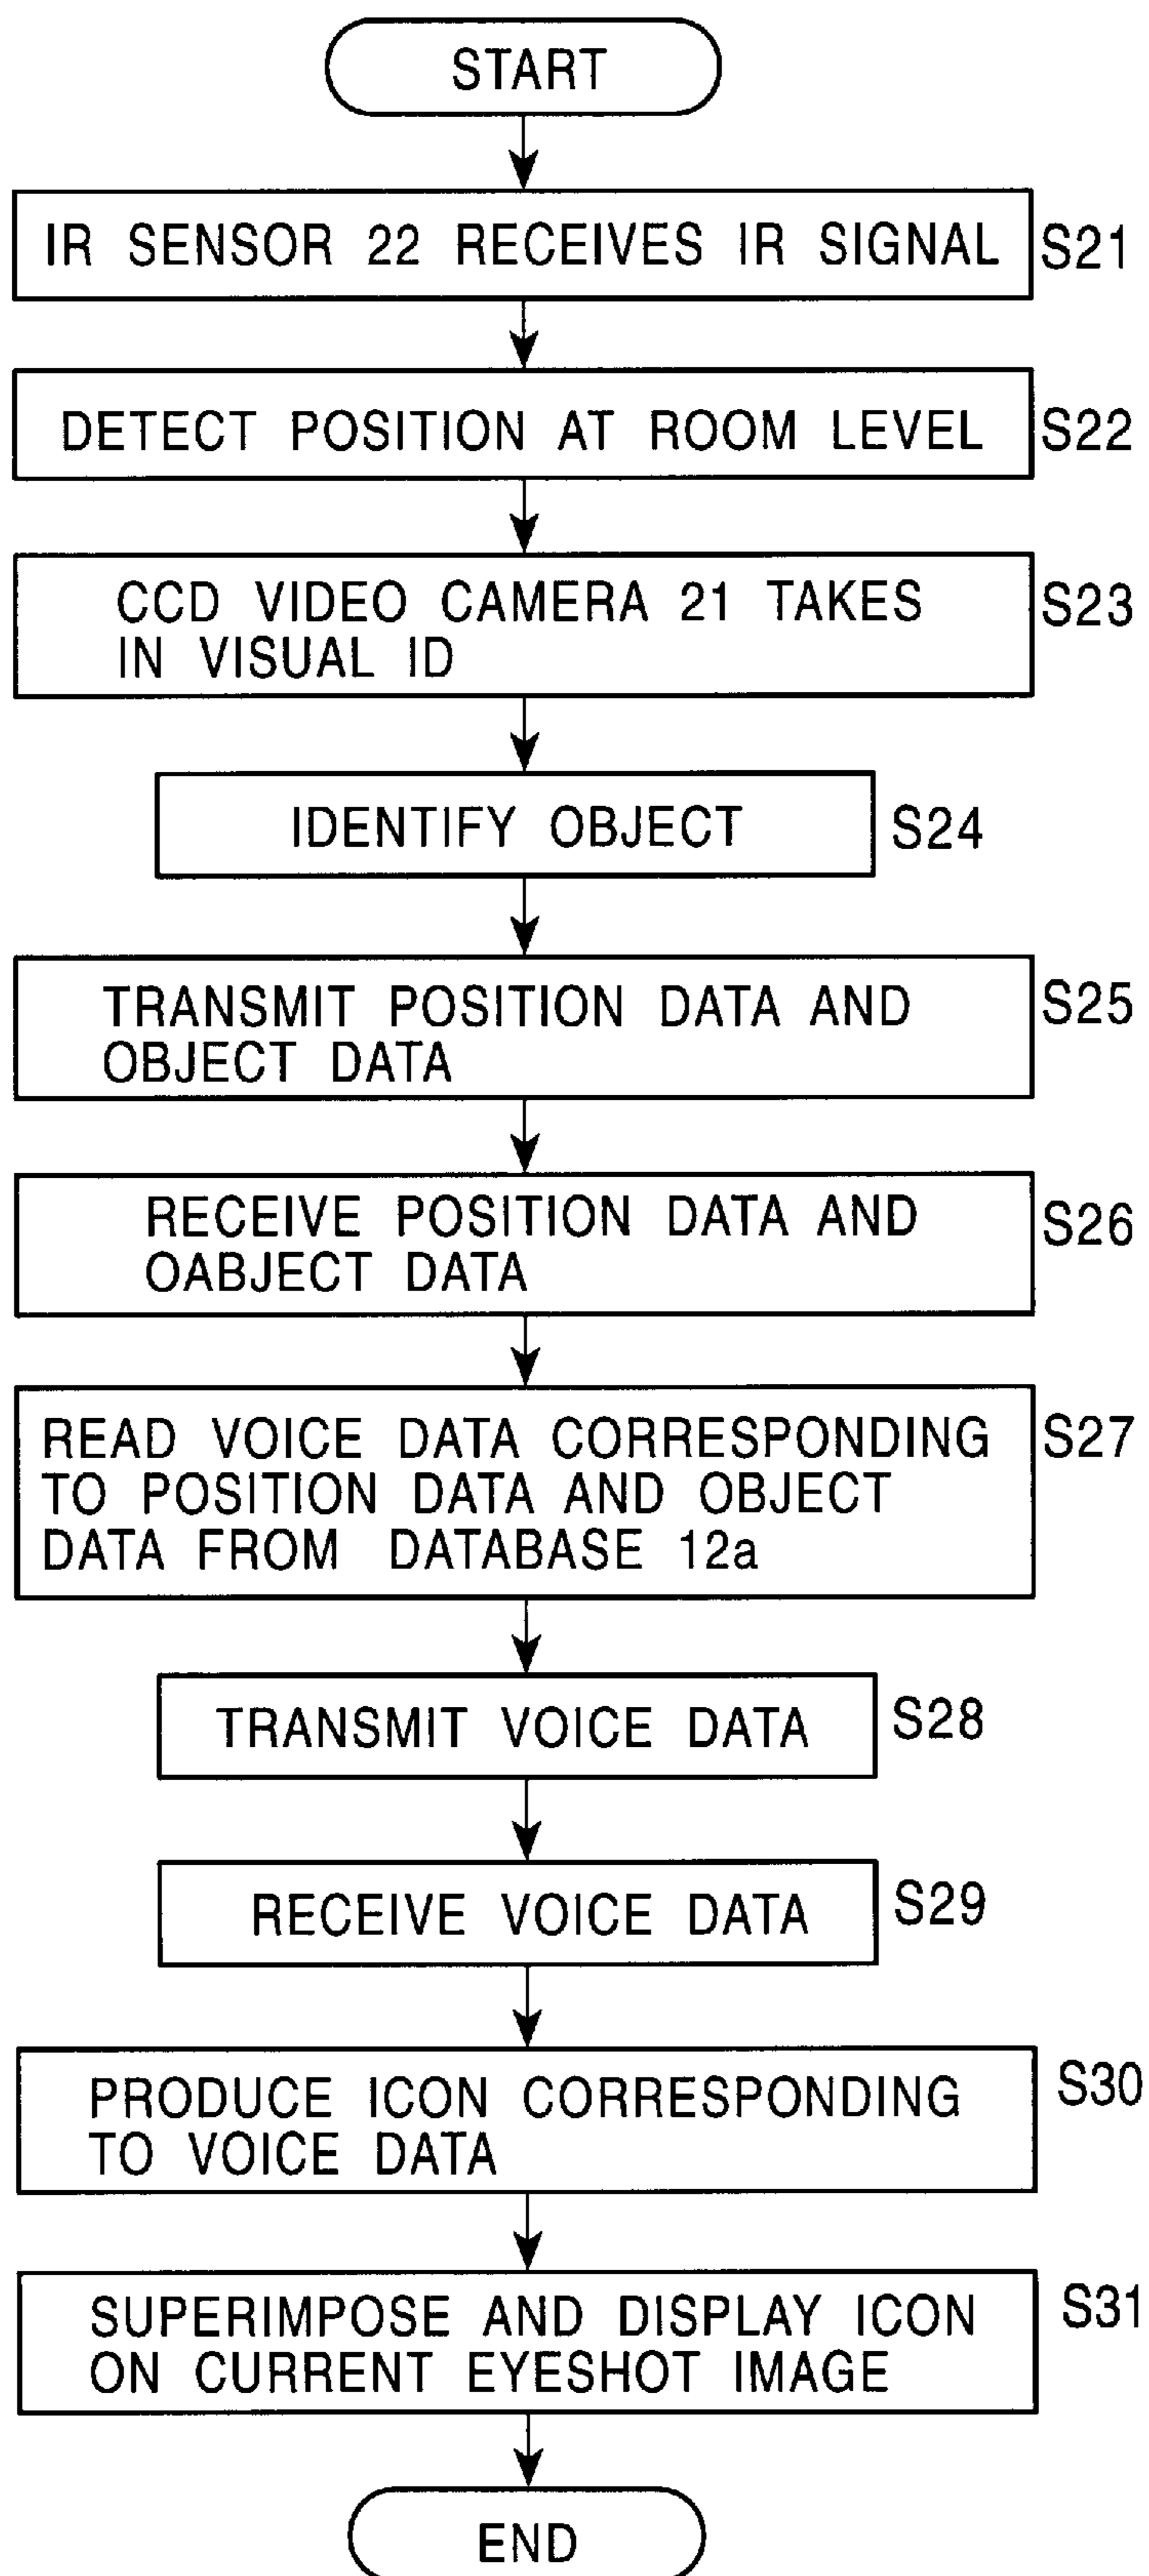 START
IR SENSOR 22 RECEIVES IR SIGNAL S21
DETECT POSITION AT ROOM LEVEL S22
CCD VIDEO CAMERA 21 TAKES S23
IN VISUAL ID
IDENTIFY OBJECT S24
TRANSMIT POSITION DATA AND S25
OBJECT DATA
RECEIVE POSITION DATA AND S26
OABJECT DATA
READ VOICE DATA CORRESPONDING S27
TO POSITION DATA AND OBJECT
DATA FROM DATABASE 12a
TRANSMIT VOICE DATA S28
RECEIVE VOICE DATA S29
PRODUCE ICON CORRESPONDING S30
TO VOICE DATA
SUPERIMPOSE AND DISPLAY ICON S31
ON CURRENT EYESHOT IMAGE
END